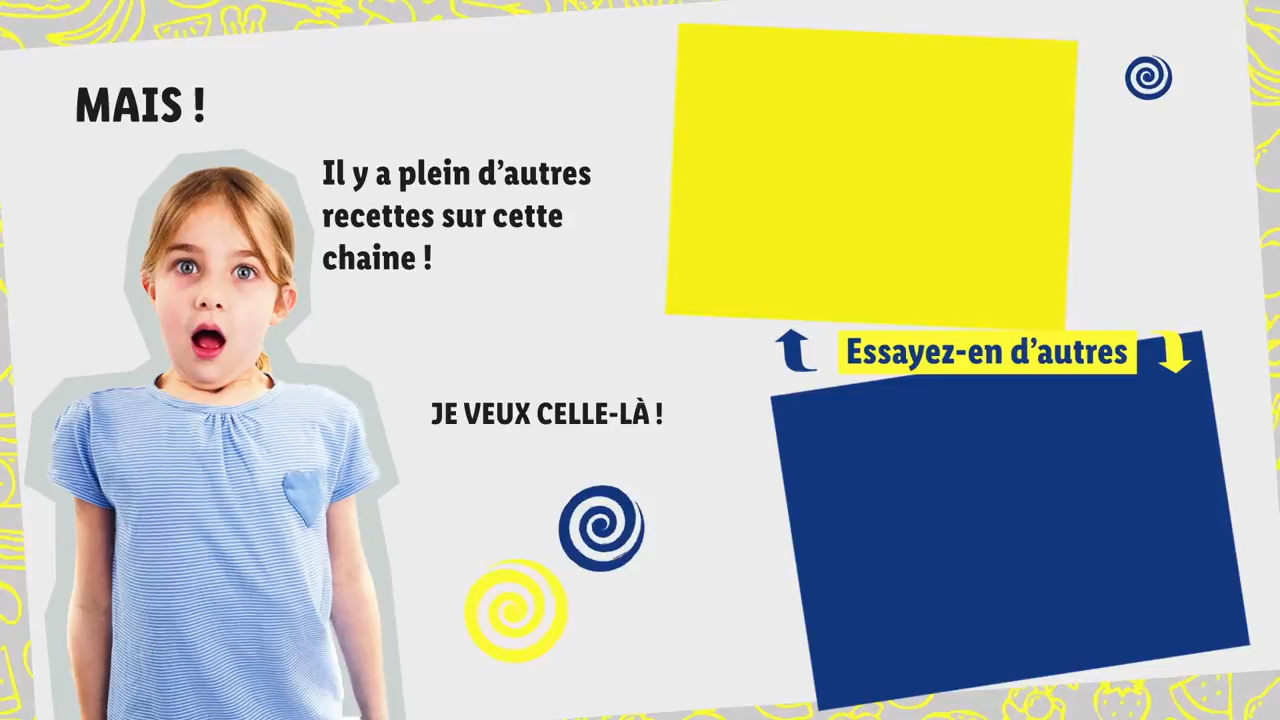 MAIS !
Il y a plein d’autres
recettes sur cette
chaine !
Essayez-en d’autres
JE VEUX CELLE-LÀ !